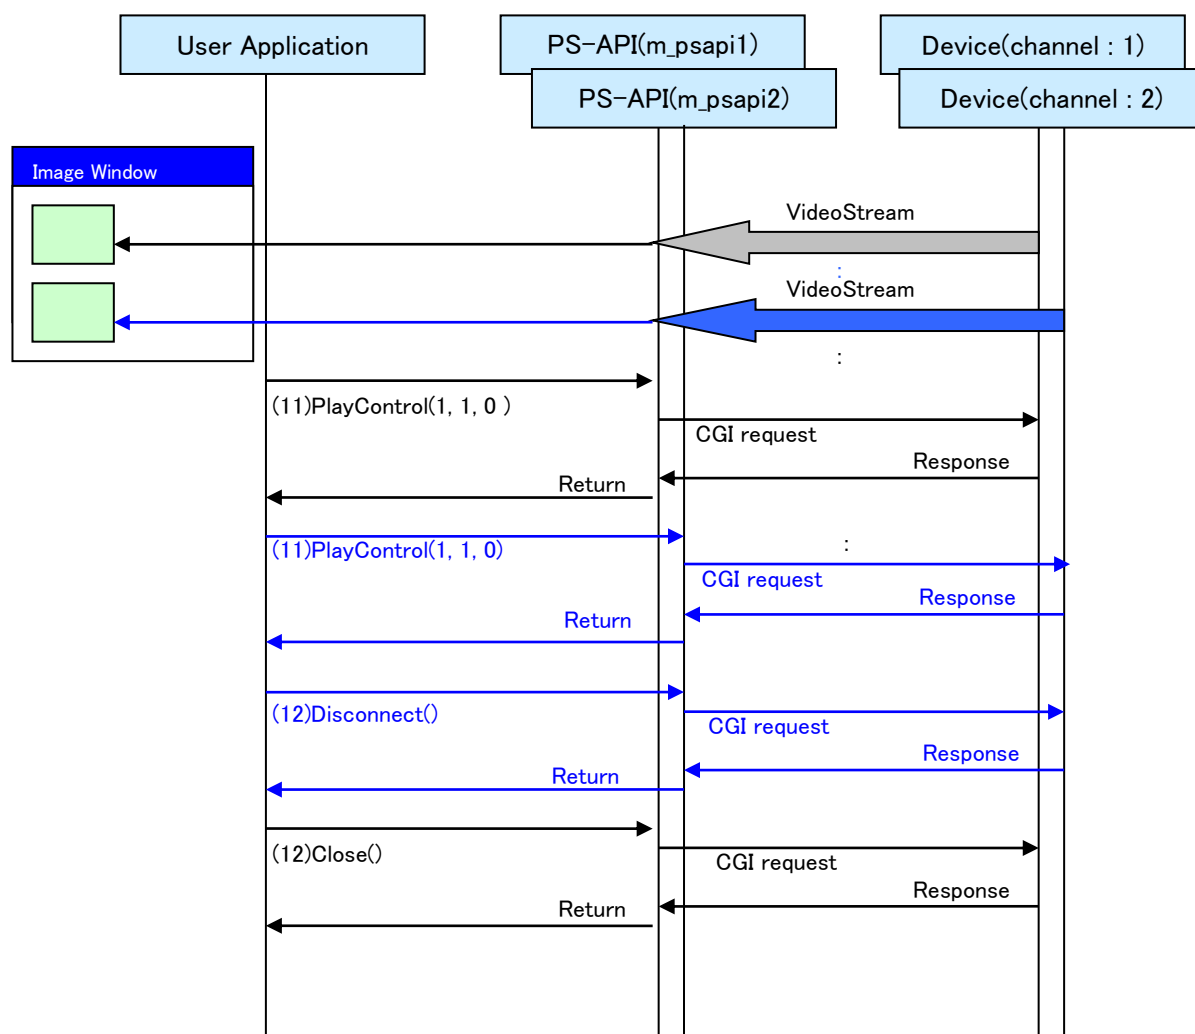 User Application
PS-API(m_psapi1)
Device(channel : 1)
PS-API(m_psapi2)
Device(channel : 2)
Image Window
VideoStream
:
VideoStream
:
(11)PlayControl(1, 1, 0 )
CGI request
Response
Return
(11)PlayControl(1, 1, 0)
:
CGI request
Response
Return
(12)Disconnect()
CGI request
Response
Return
(12)Close()
CGI request
Response
Return